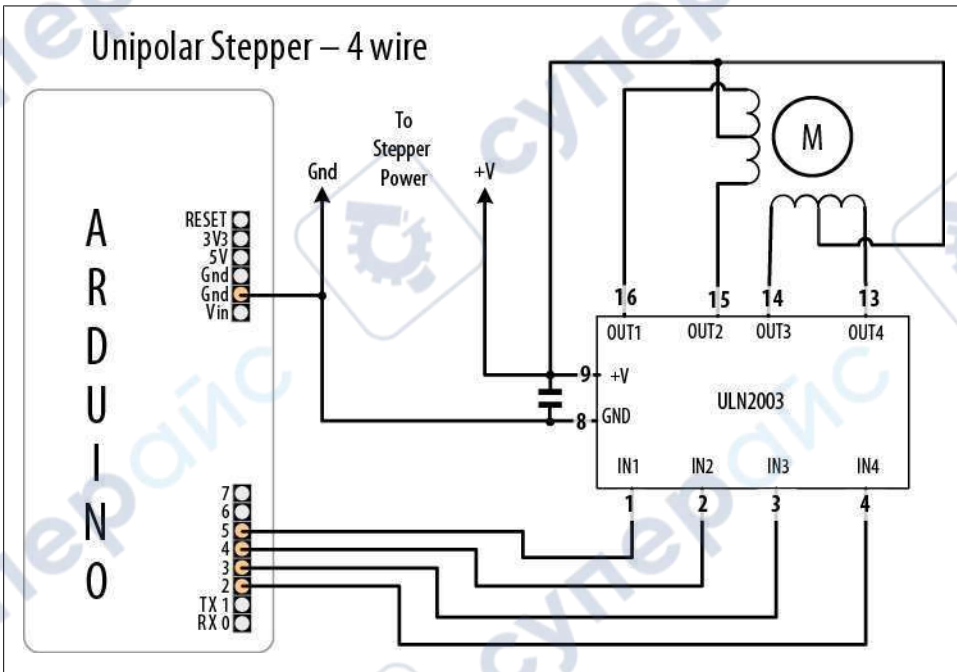 Unipolar Stepper – 4 wire
To
Stepper
Power
Gnd
+V
M
ARDUINO
RESET
3V3
5V
Gnd
Gnd
Vin
16
15
14
13
OUT1
OUT2
OUT3
OUT4
9
+V
ULN2003
8
GND
IN1
IN2
IN3
IN4
1
2
3
4
7
6
5
4
3
2
TX 1
RX 0
суперайс